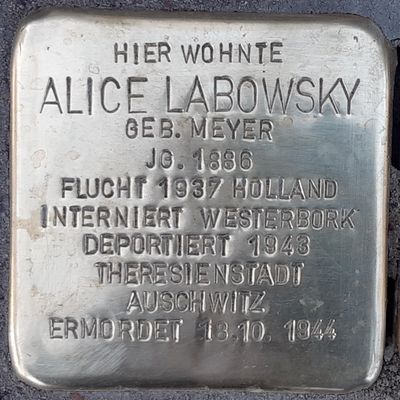 HIER WOHNTE
ALICE LABOWSKY
GEB. MEYER
JG. 1886
FLUCHT 1937 HOLLAND
INTERNIERT WESTERBORK
DEPORTIERT 1943
THERESIENSTADT
AUSCHWITZ
ERMORDET 18.10. 1944